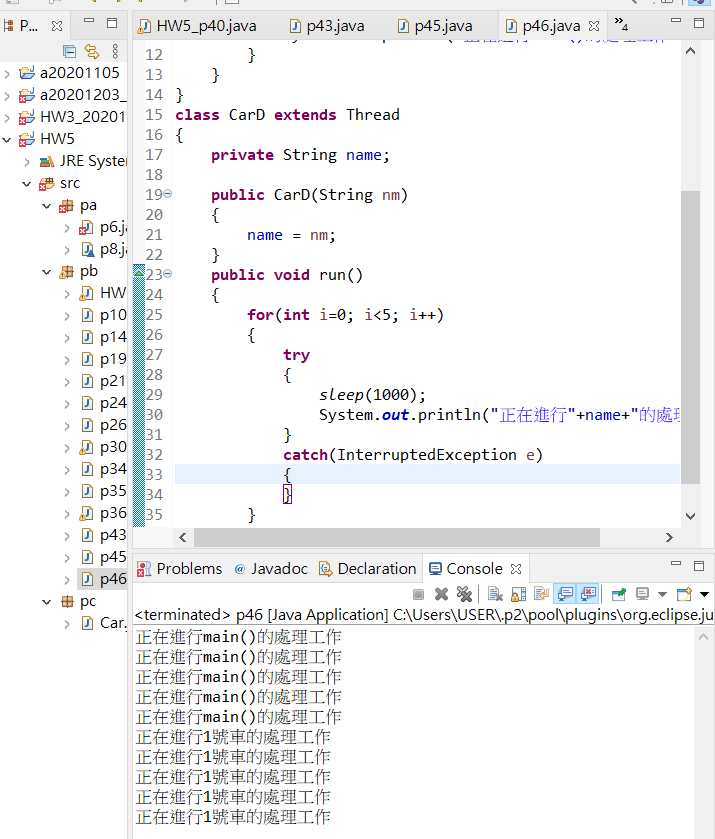 P...
HW5_p40.java
p43.java
p45.java
p46.java
"4
a20201105
a20201203_
HW3_20201
HW5
JRE Syster
src
pa
p6.ja
p8.ja
pb
HW
p10
p14
p19
p21
p24
p26
p30
p34
p35
p36
p43
p45
p46
pc
Car.
12 }
13 }
14 }
15 class CarD extends Thread
16 {
17 private String name;
18
19 public CarD(String nm)
20 {
21 name = nm;
22 }
23 public void run()
24 {
25 for(int i=0; i<5; i++)
26 {
27 try
28 {
29 sleep(1000);
30 System.out.println("正在進行"+name+"的處理
31 }
32 catch(InterruptedException e)
33 {
34 }
35 }
Problems @ Javadoc Declaration Console
<terminated> p46 [Java Application] C:\Users\USER\.p2\pool\plugins\org.eclipse.ju
正在進行main()的處理工作
正在進行main()的處理工作
正在進行main()的處理工作
正在進行main()的處理工作
正在進行main()的處理工作
正在進行1號車的處理工作
正在進行1號車的處理工作
正在進行1號車的處理工作
正在進行1號車的處理工作
正在進行1號車的處理工作